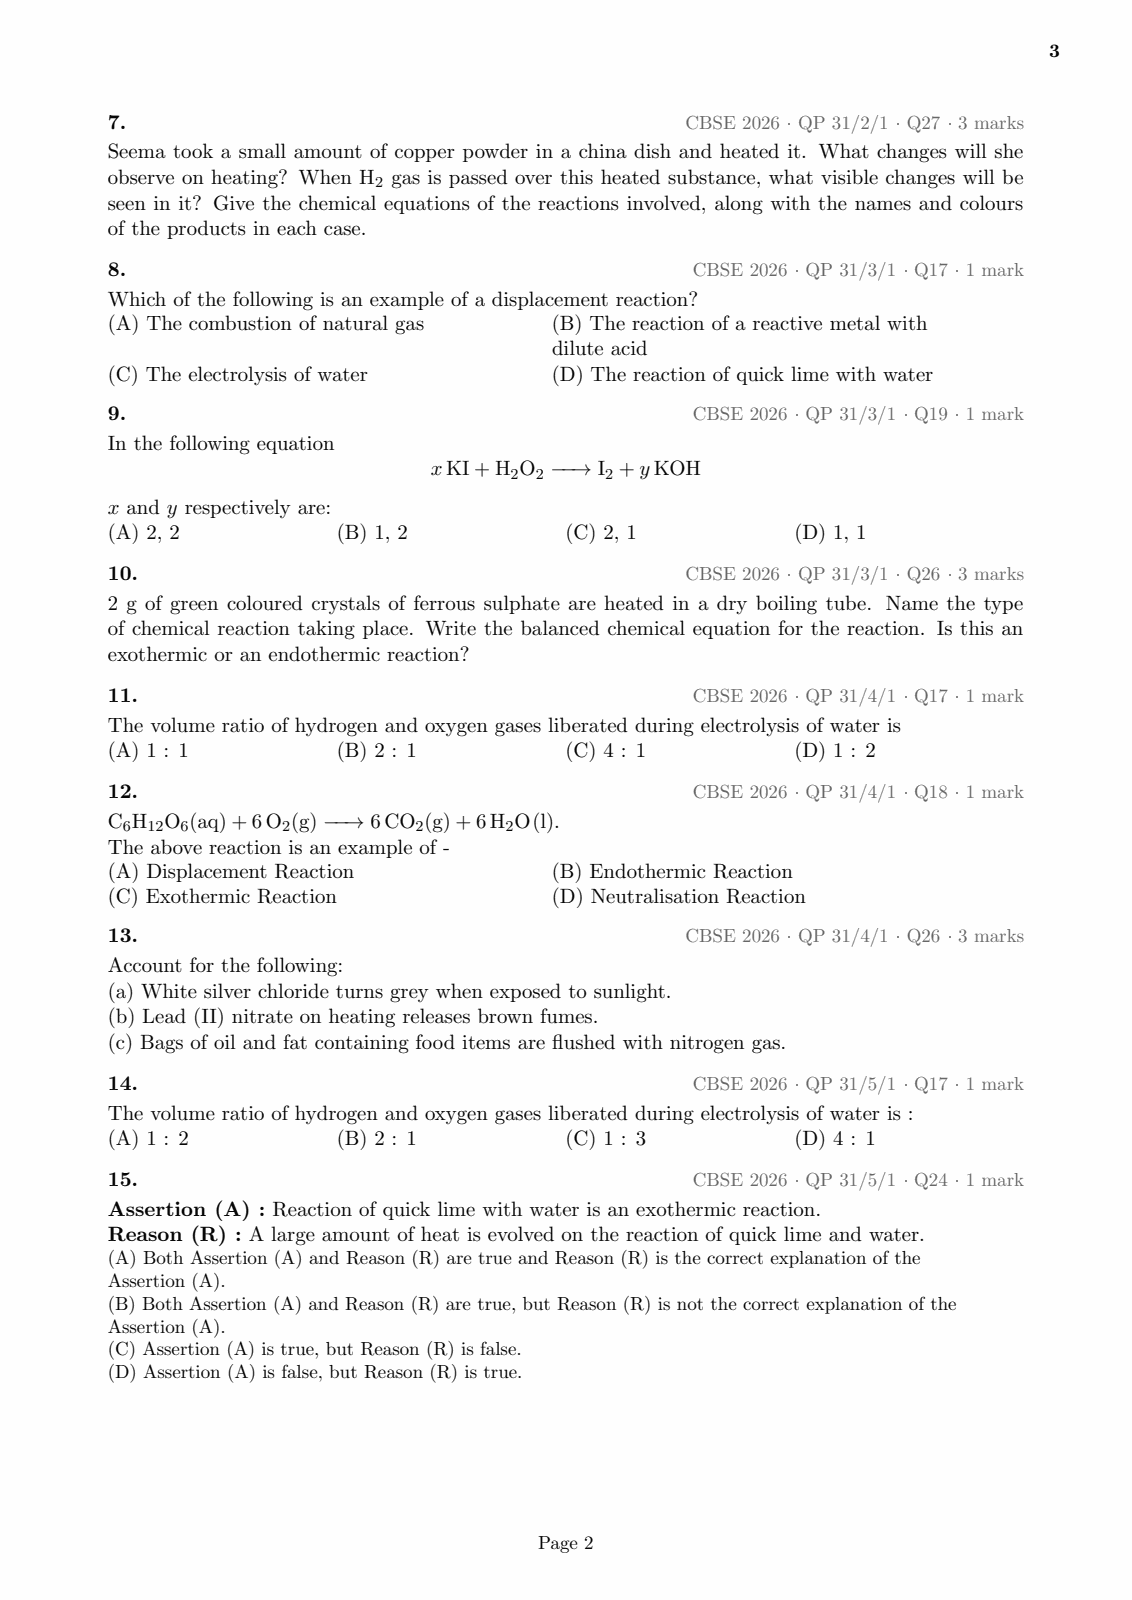 3
7. CBSE 2026 · QP 31/2/1 · Q27 · 3 marks
Seema took a small amount of copper powder in a china dish and heated it. What changes will she
observe on heating? When H₂ gas is passed over this heated substance, what visible changes will be
seen in it? Give the chemical equations of the reactions involved, along with the names and colours
of the products in each case.
8. CBSE 2026 · QP 31/3/1 · Q17 · 1 mark
Which of the following is an example of a displacement reaction?
(A) The combustion of natural gas (B) The reaction of a reactive metal with
dilute acid
(C) The electrolysis of water (D) The reaction of quick lime with water
9. CBSE 2026 · QP 31/3/1 · Q19 · 1 mark
In the following equation
x KI + H₂O₂ ⟶ I₂ + y KOH
x and y respectively are:
(A) 2, 2 (B) 1, 2 (C) 2, 1 (D) 1, 1
10. CBSE 2026 · QP 31/3/1 · Q26 · 3 marks
2 g of green coloured crystals of ferrous sulphate are heated in a dry boiling tube. Name the type
of chemical reaction taking place. Write the balanced chemical equation for the reaction. Is this an
exothermic or an endothermic reaction?
11. CBSE 2026 · QP 31/4/1 · Q17 · 1 mark
The volume ratio of hydrogen and oxygen gases liberated during electrolysis of water is
(A) 1 : 1 (B) 2 : 1 (C) 4 : 1 (D) 1 : 2
12. CBSE 2026 · QP 31/4/1 · Q18 · 1 mark
C₆H₁₂O₆(aq) + 6 O₂(g) ⟶ 6 CO₂(g) + 6 H₂O(l).
The above reaction is an example of -
(A) Displacement Reaction (B) Endothermic Reaction
(C) Exothermic Reaction (D) Neutralisation Reaction
13. CBSE 2026 · QP 31/4/1 · Q26 · 3 marks
Account for the following:
(a) White silver chloride turns grey when exposed to sunlight.
(b) Lead (II) nitrate on heating releases brown fumes.
(c) Bags of oil and fat containing food items are flushed with nitrogen gas.
14. CBSE 2026 · QP 31/5/1 · Q17 · 1 mark
The volume ratio of hydrogen and oxygen gases liberated during electrolysis of water is :
(A) 1 : 2 (B) 2 : 1 (C) 1 : 3 (D) 4 : 1
15. CBSE 2026 · QP 31/5/1 · Q24 · 1 mark
Assertion (A) : Reaction of quick lime with water is an exothermic reaction.
Reason (R) : A large amount of heat is evolved on the reaction of quick lime and water.
(A) Both Assertion (A) and Reason (R) are true and Reason (R) is the correct explanation of the
Assertion (A).
(B) Both Assertion (A) and Reason (R) are true, but Reason (R) is not the correct explanation of the
Assertion (A).
(C) Assertion (A) is true, but Reason (R) is false.
(D) Assertion (A) is false, but Reason (R) is true.
Page 2